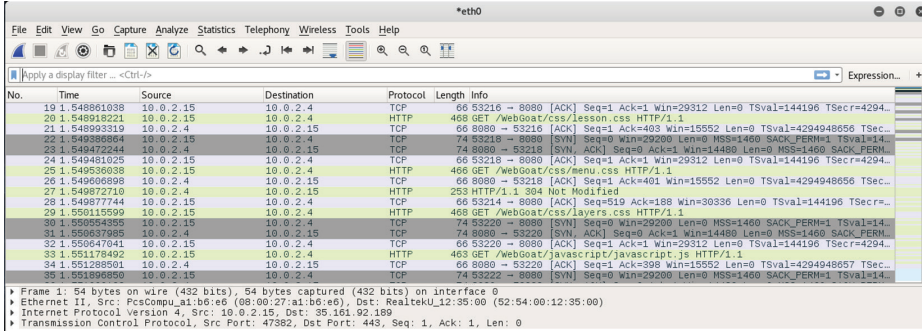 *eth0
File Edit View Go Capture Analyze Statistics Telephony Wireless Tools Help
Apply a display filter ... <Ctrl-/>
Expression... +
No. Time Source Destination Protocol Length Info
19 1.548861038 10.0.2.15 10.0.2.4 TCP 66 53216 → 8080 [ACK] Seq=1 Ack=1 Win=29312 Len=0 TSval=144196 TSecr=4294…
20 1.548918221 10.0.2.15 10.0.2.4 HTTP 468 GET /WebGoat/css/lesson.css HTTP/1.1
21 1.548993319 10.0.2.4 10.0.2.15 TCP 66 8080 → 53216 [ACK] Seq=1 Ack=403 Win=15552 Len=0 TSval=4294948656 TSec…
22 1.549386864 10.0.2.15 10.0.2.4 TCP 74 53218 → 8080 [SYN] Seq=0 Win=29200 Len=0 MSS=1460 SACK_PERM=1 TSval=14…
23 1.549472244 10.0.2.4 10.0.2.15 TCP 74 8080 → 53218 [SYN, ACK] Seq=0 Ack=1 Win=14480 Len=0 MSS=1460 SACK_PERM…
24 1.549481025 10.0.2.15 10.0.2.4 TCP 66 53218 → 8080 [ACK] Seq=1 Ack=1 Win=29312 Len=0 TSval=144196 TSecr=4294…
25 1.549536038 10.0.2.15 10.0.2.4 HTTP 466 GET /WebGoat/css/menu.css HTTP/1.1
26 1.549606898 10.0.2.4 10.0.2.15 TCP 66 8080 → 53218 [ACK] Seq=1 Ack=401 Win=15552 Len=0 TSval=4294948656 TSec…
27 1.549872710 10.0.2.4 10.0.2.15 HTTP 253 HTTP/1.1 304 Not Modified
28 1.549877744 10.0.2.15 10.0.2.4 TCP 66 53214 → 8080 [ACK] Seq=519 Ack=188 Win=30336 Len=0 TSval=144196 TSecr=…
29 1.550115599 10.0.2.15 10.0.2.4 HTTP 468 GET /WebGoat/css/layers.css HTTP/1.1
30 1.550554355 10.0.2.15 10.0.2.4 TCP 74 53220 → 8080 [SYN] Seq=0 Win=29200 Len=0 MSS=1460 SACK_PERM=1 TSval=14…
31 1.550637985 10.0.2.4 10.0.2.15 TCP 74 8080 → 53220 [SYN, ACK] Seq=0 Ack=1 Win=14480 Len=0 MSS=1460 SACK_PERM…
32 1.550647041 10.0.2.15 10.0.2.4 TCP 66 53220 → 8080 [ACK] Seq=1 Ack=1 Win=29312 Len=0 TSval=144196 TSecr=4294…
33 1.551178492 10.0.2.15 10.0.2.4 HTTP 463 GET /WebGoat/javascript/javascript.js HTTP/1.1
34 1.551288501 10.0.2.4 10.0.2.15 TCP 66 8080 → 53220 [ACK] Seq=1 Ack=398 Win=15552 Len=0 TSval=4294948657 TSec…
35 1.551896850 10.0.2.15 10.0.2.4 TCP 74 53222 → 8080 [SYN] Seq=0 Win=29200 Len=0 MSS=1460 SACK_PERM=1 TSval=14…
Frame 1: 54 bytes on wire (432 bits), 54 bytes captured (432 bits) on interface 0
Ethernet II, Src: PcsCompu_a1:b6:e6 (08:00:27:a1:b6:e6), Dst: RealtekU_12:35:00 (52:54:00:12:35:00)
Internet Protocol Version 4, Src: 10.0.2.15, Dst: 35.161.92.189
Transmission Control Protocol, Src Port: 47382, Dst Port: 443, Seq: 1, Ack: 1, Len: 0